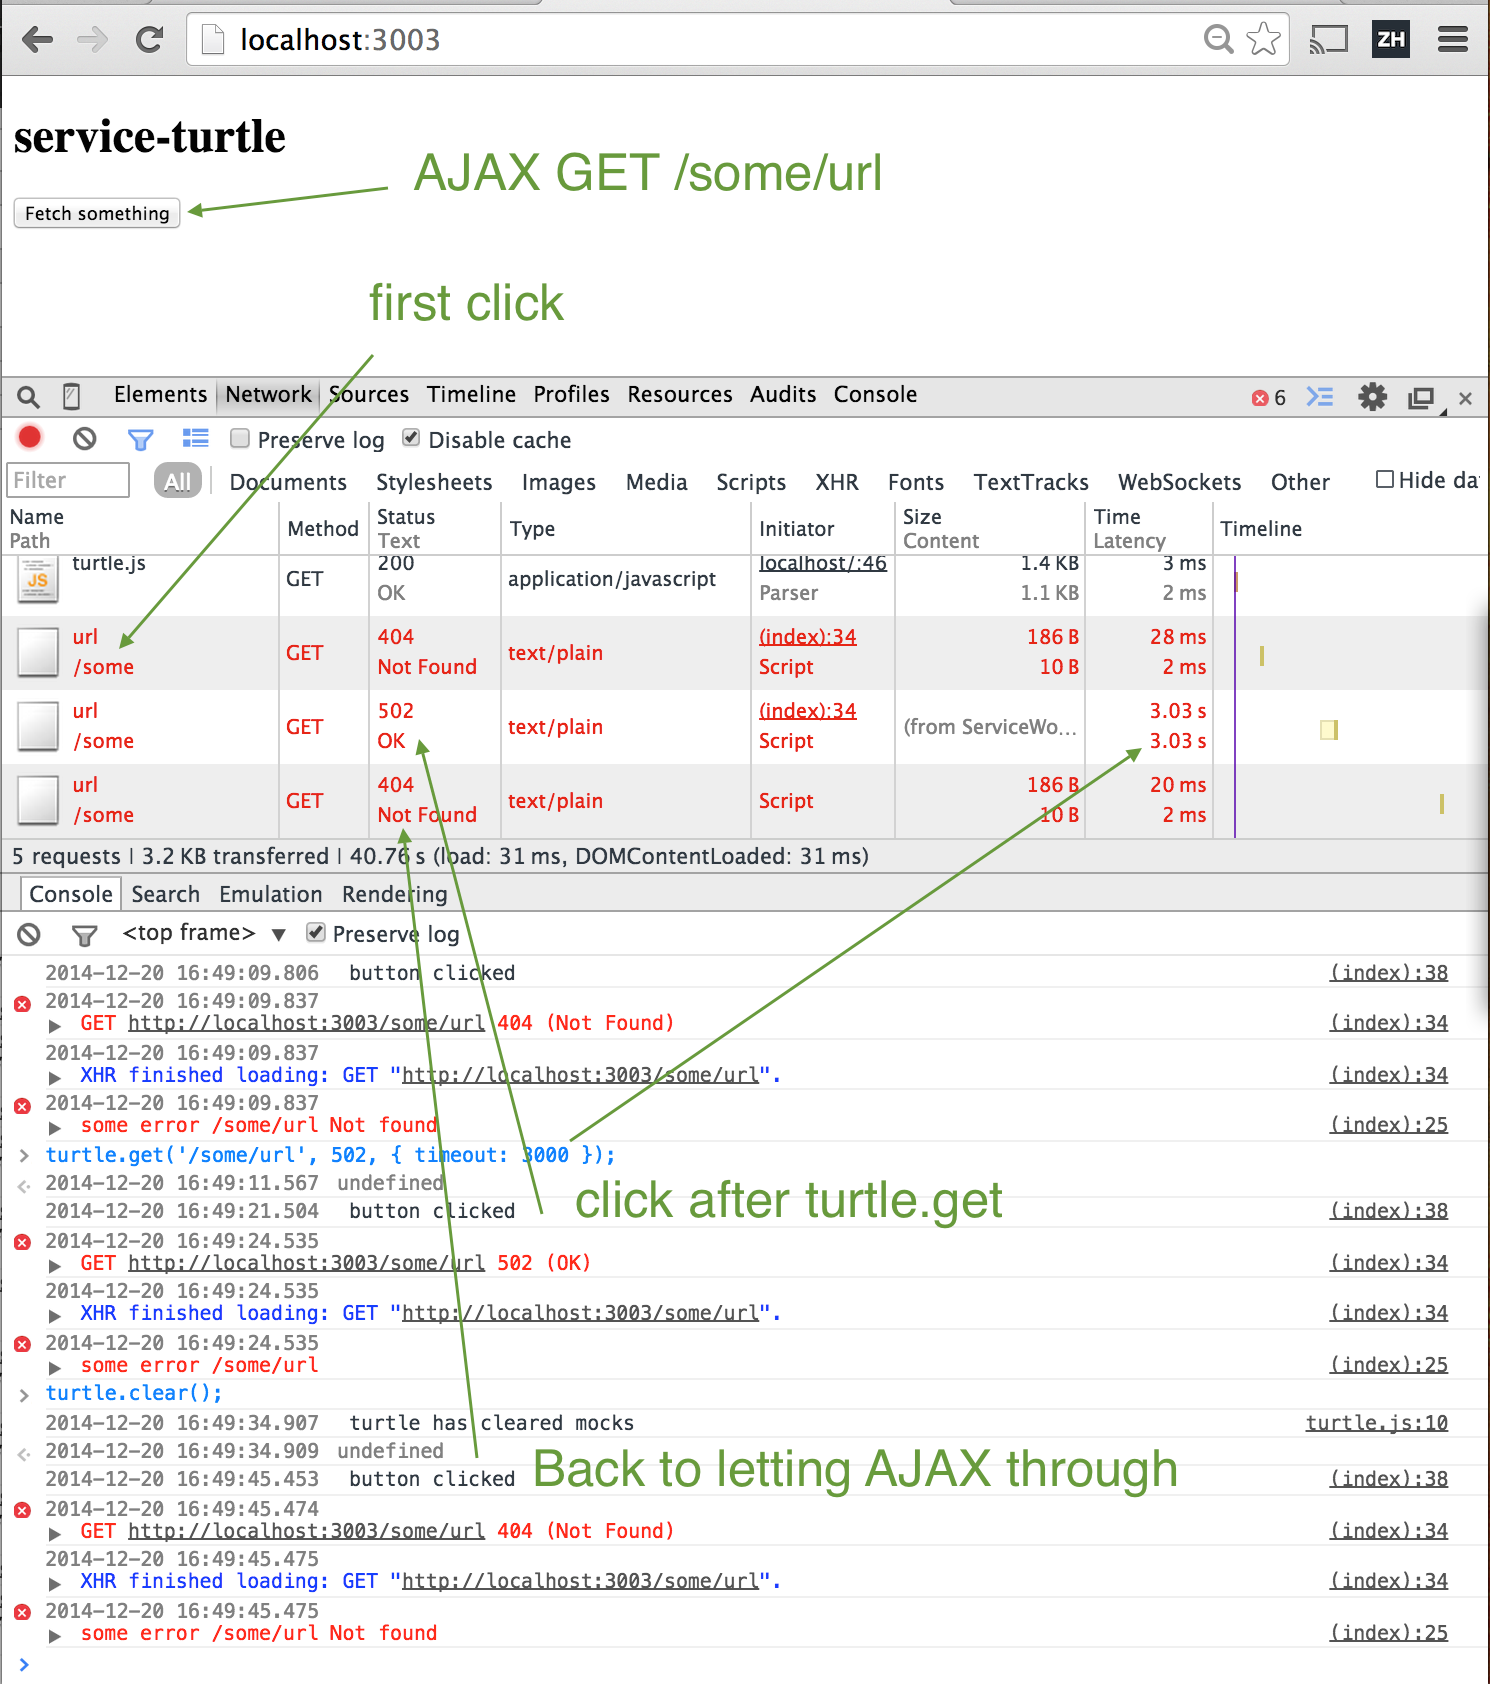 localhost:3003
ZH
service-turtle
AJAX GET /some/url
Fetch something
first click
Elements Network Sources Timeline Profiles Resources Audits Console 6
Preserve log Disable cache
Filter All Documents Stylesheets Images Media Scripts XHR Fonts TextTracks WebSockets Other Hide da
Name Method Status Type Initiator Size Time Timeline
Path Text Content Latency
turtle.js GET 200 application/javascript localhost/:46 1.4 KB 3 ms
JS OK Parser 1.1 KB 2 ms
url GET 404 text/plain (index):34 186 B 28 ms
/some Not Found Script 10 B 2 ms
url GET 502 text/plain (index):34 (from ServiceWo... 3.03 s
/some OK Script 3.03 s
url GET 404 text/plain Script 186 B 20 ms
/some Not Found 10 B 2 ms
5 requests | 3.2 KB transferred | 40.76 s (load: 31 ms, DOMContentLoaded: 31 ms)
Console Search Emulation Rendering
<top frame> ▼ Preserve log
2014-12-20 16:49:09.806 button clicked (index):38
2014-12-20 16:49:09.837
GET http://localhost:3003/some/url 404 (Not Found) (index):34
2014-12-20 16:49:09.837
XHR finished loading: GET "http://localhost:3003/some/url". (index):34
2014-12-20 16:49:09.837
some error /some/url Not found (index):25
> turtle.get('/some/url', 502, { timeout: 3000 });
2014-12-20 16:49:11.567 undefined
click after turtle.get
2014-12-20 16:49:21.504 button clicked (index):38
2014-12-20 16:49:24.535
GET http://localhost:3003/some/url 502 (OK) (index):34
2014-12-20 16:49:24.535
XHR finished loading: GET "http://localhost:3003/some/url". (index):34
2014-12-20 16:49:24.535
some error /some/url (index):25
> turtle.clear();
2014-12-20 16:49:34.907 turtle has cleared mocks turtle.js:10
2014-12-20 16:49:34.909 undefined
Back to letting AJAX through
2014-12-20 16:49:45.453 button clicked (index):38
2014-12-20 16:49:45.474
GET http://localhost:3003/some/url 404 (Not Found) (index):34
2014-12-20 16:49:45.475
XHR finished loading: GET "http://localhost:3003/some/url". (index):34
2014-12-20 16:49:45.475
some error /some/url Not found (index):25
>